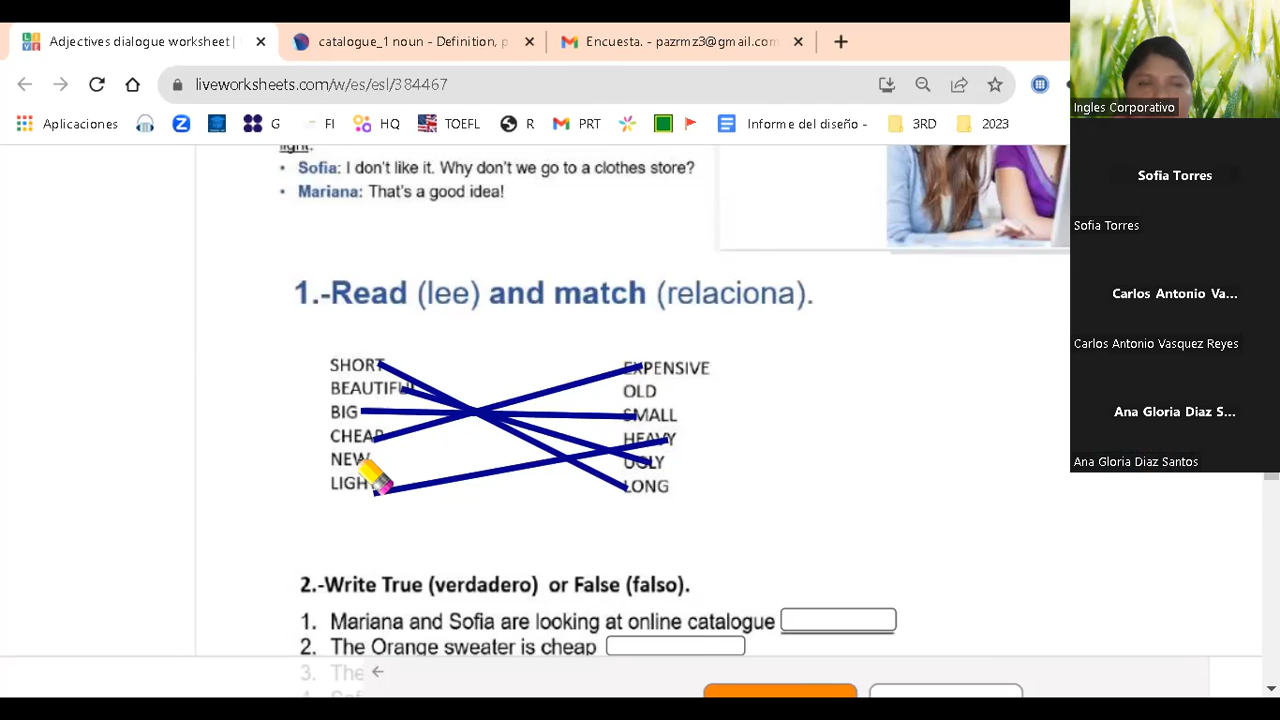 Adjectives dialogue worksheet |
catalogue_1 noun - Definition, p
Encuesta. - pazrmz3@gmail.com
liveworksheets.com/w/es/esl/384467
Aplicaciones G FI HQ TOEFL R PRT Informe del diseño - 3RD 2023
light.
• Sofia: I don't like it. Why don't we go to a clothes store?
• Mariana: That's a good idea!
1.-Read (lee) and match (relaciona).
SHORT
BEAUTIFUL
BIG
CHEAP
NEW
LIGHT
EXPENSIVE
OLD
SMALL
HEAVY
UGLY
LONG
2.-Write True (verdadero) or False (falso).
1. Mariana and Sofia are looking at online catalogue
2. The Orange sweater is cheap
3. The
Ingles Corporativo
Sofia Torres
Sofia Torres
Carlos Antonio Va...
Carlos Antonio Vasquez Reyes
Ana Gloria Diaz S...
Ana Gloria Diaz Santos